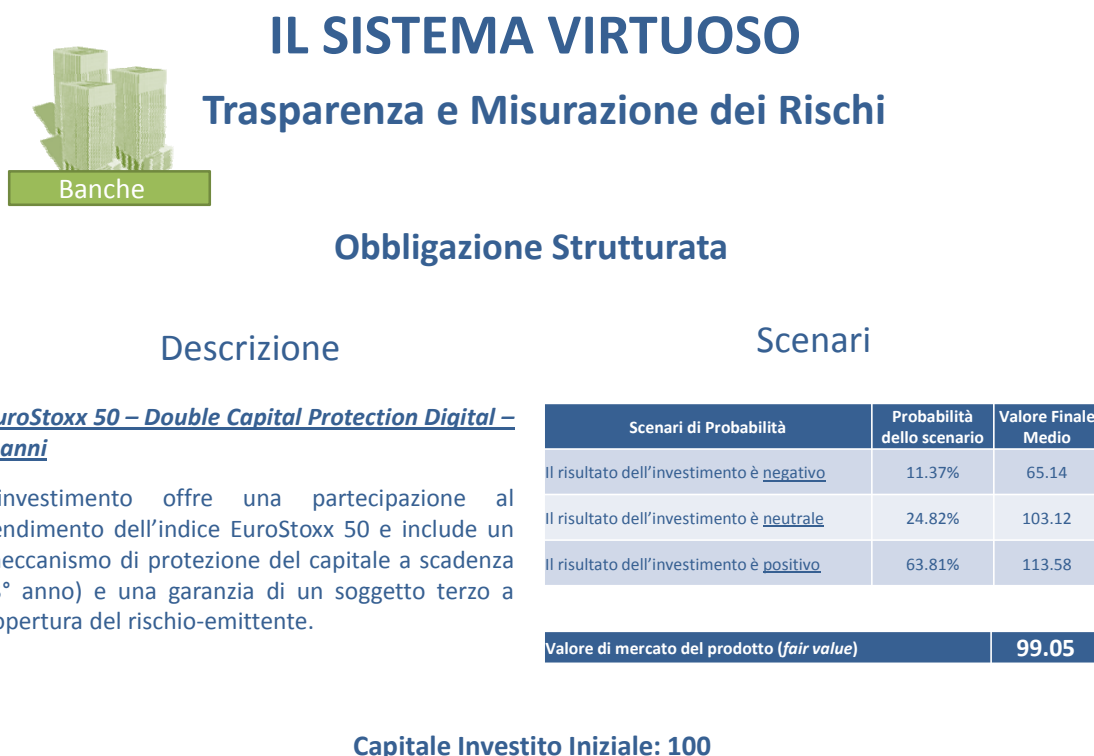 IL SISTEMA VIRTUOSO
Trasparenza e Misurazione dei Rischi
Banche
Obbligazione Strutturata
Descrizione
uroStoxx 50 – Double Capital Protection Digital –
anni
investimento offre una partecipazione al
endimento dell'indice EuroStoxx 50 e include un
eccanismo di protezione del capitale a scadenza
° anno) e una garanzia di un soggetto terzo a
opertura del rischio-emittente.
Scenari
Scenari di Probabilità Probabilità dello scenario Valore Finale Medio
Il risultato dell'investimento è negativo 11.37% 65.14
Il risultato dell'investimento è neutrale 24.82% 103.12
Il risultato dell'investimento è positivo 63.81% 113.58
Valore di mercato del prodotto (fair value) 99.05
Capitale Investito Iniziale: 100